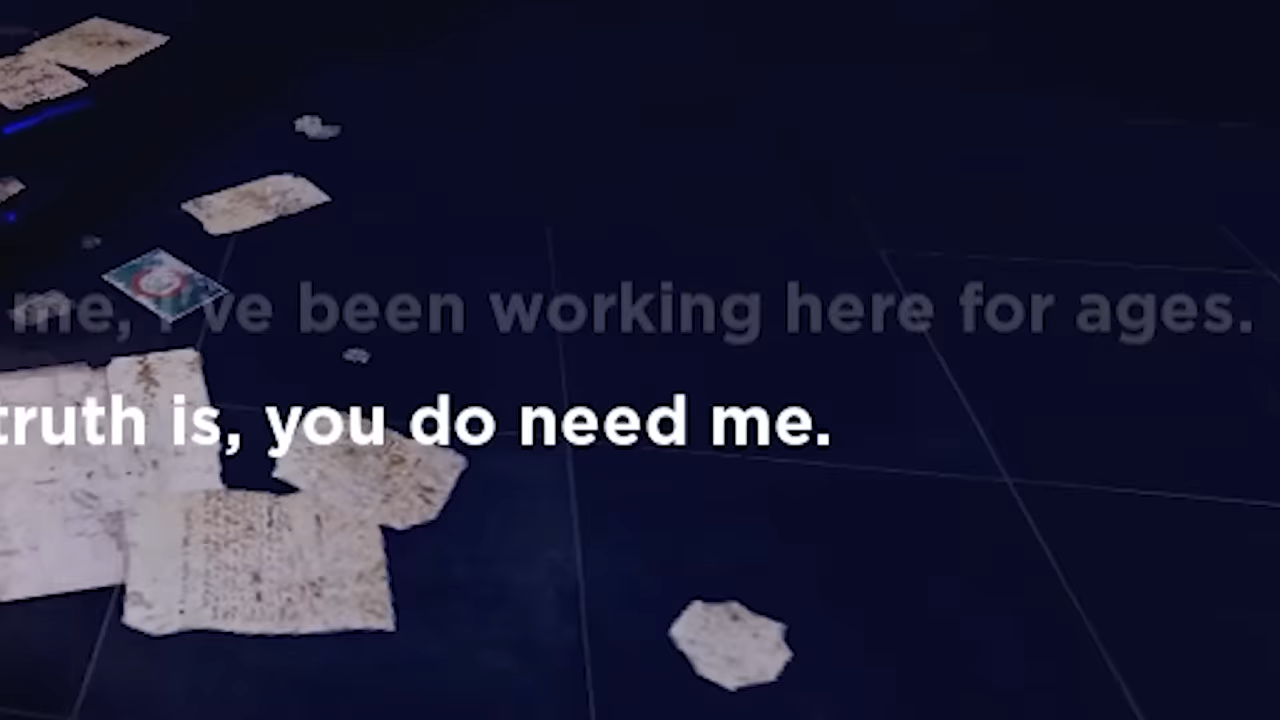 me, I've been working here for ages.
truth is, you do need me.